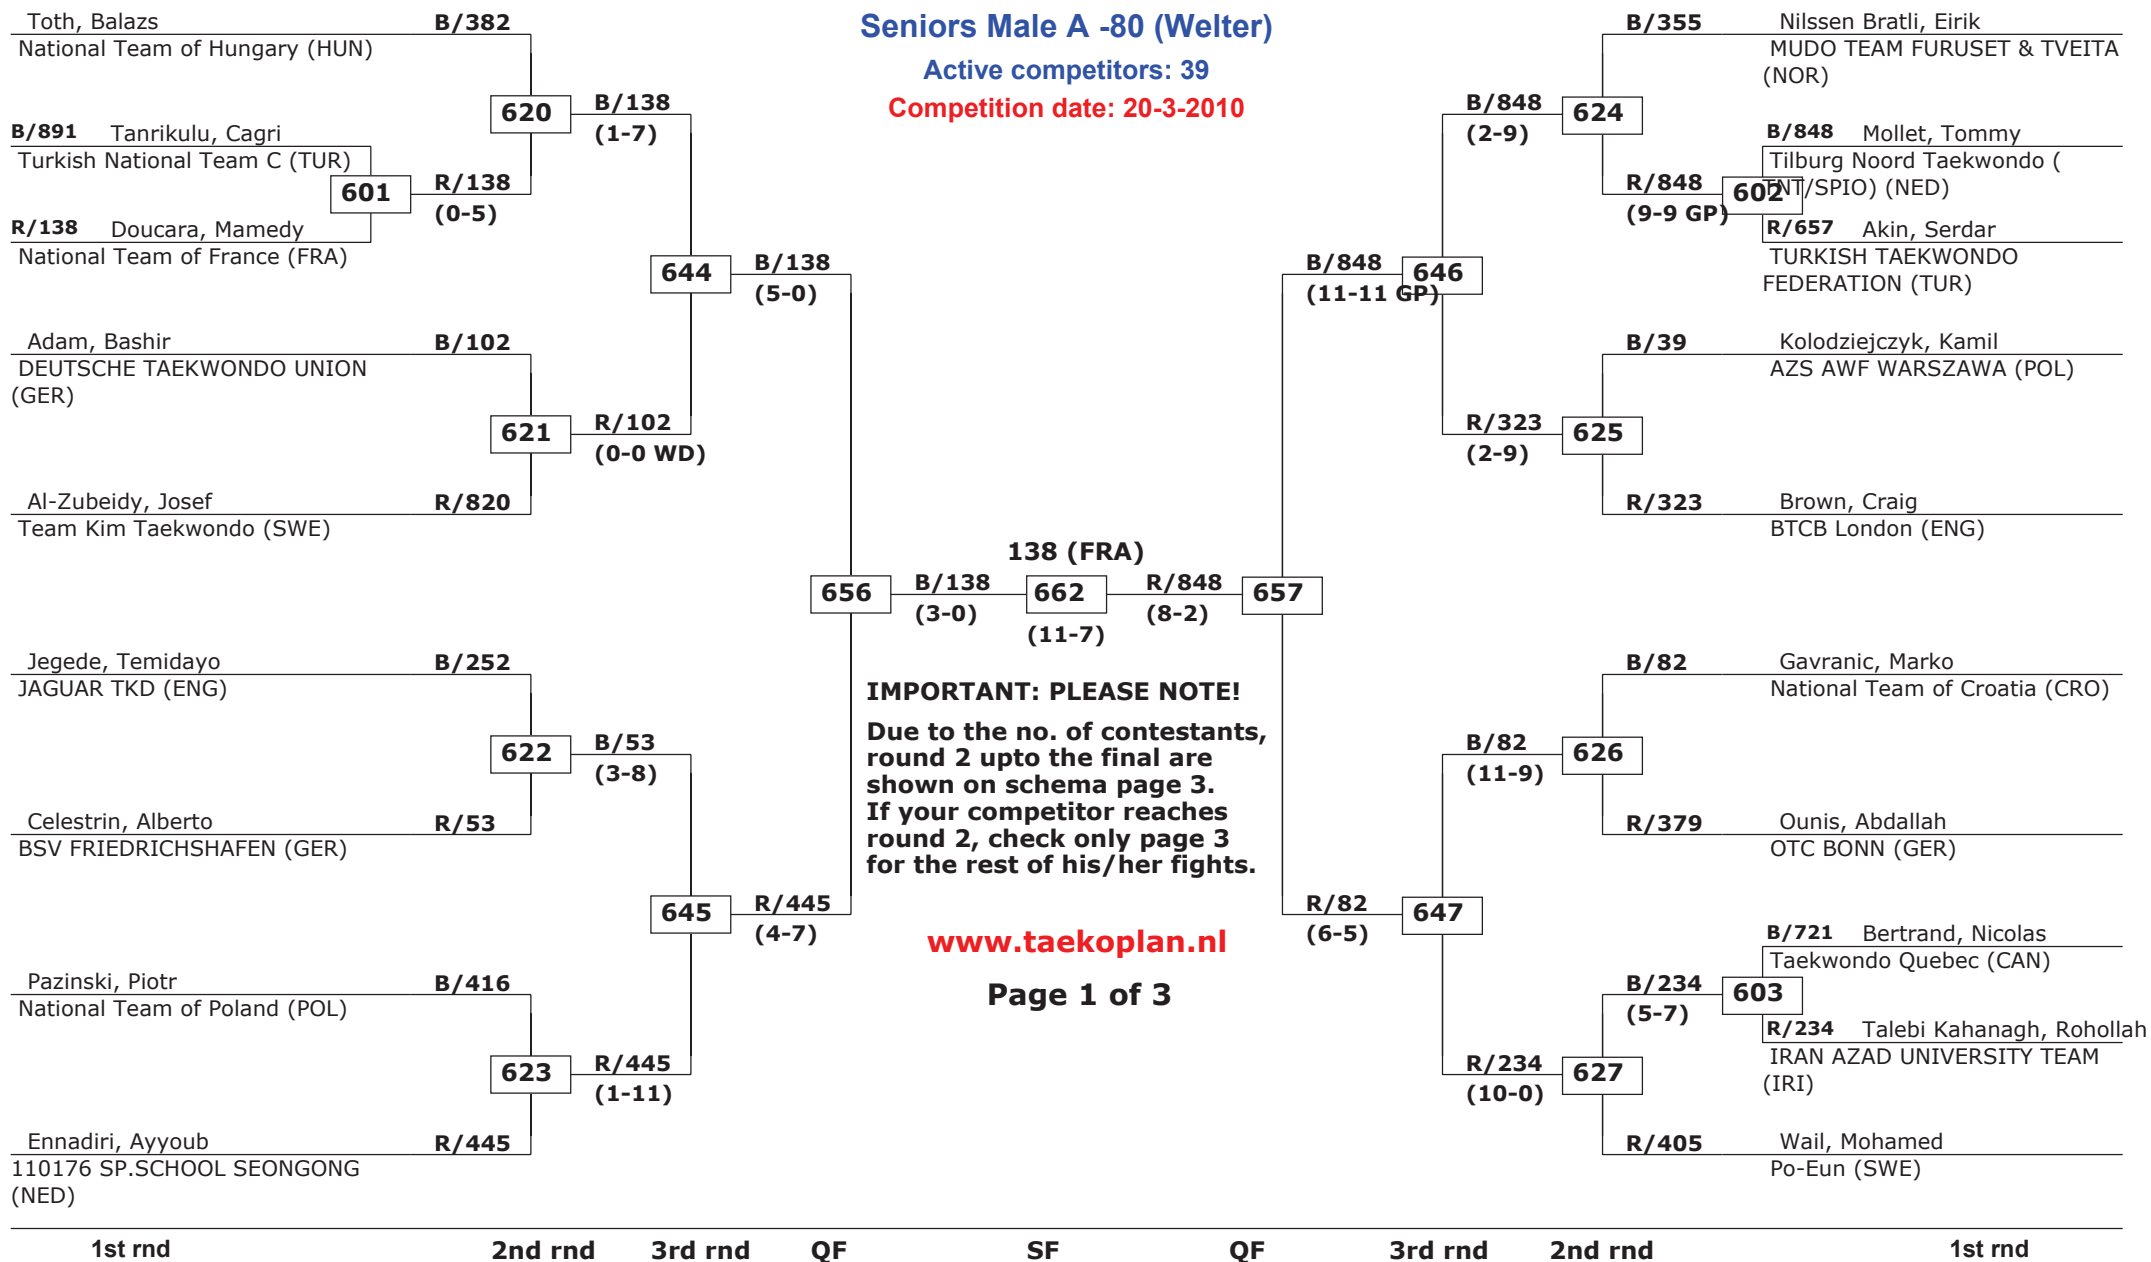 Seniors Male A -80 (Welter)
Active competitors: 39
Competition date: 20-3-2010
Toth, Balazs
B/382
National Team of Hungary (HUN)
620
B/138
(1-7)
B/891 Tanrikulu, Cagri
Turkish National Team C (TUR)
601
R/138
(0-5)
R/138 Doucara, Mamedy
National Team of France (FRA)
644
B/138
(5-0)
Adam, Bashir
B/102
DEUTSCHE TAEKWONDO UNION
(GER)
621
R/102
(0-0 WD)
Al-Zubeidy, Josef
R/820
Team Kim Taekwondo (SWE)
656
B/138
(3-0)
Jegede, Temidayo
B/252
JAGUAR TKD (ENG)
622
B/53
(3-8)
Celestrin, Alberto
R/53
BSV FRIEDRICHSHAFEN (GER)
645
R/445
(4-7)
Pazinski, Piotr
B/416
National Team of Poland (POL)
623
R/445
(1-11)
Ennadiri, Ayyoub
R/445
110176 SP.SCHOOL SEONGONG
(NED)
138 (FRA)
662
(11-7)
IMPORTANT: PLEASE NOTE!
Due to the no. of contestants,
round 2 upto the final are
shown on schema page 3.
If your competitor reaches
round 2, check only page 3
for the rest of his/her fights.
www.taekoplan.nl
Page 1 of 3
B/355
Nilssen Bratli, Eirik
MUDO TEAM FURUSET & TVEITA
(NOR)
B/848
(2-9)
624
B/848 Mollet, Tommy
Tilburg Noord Taekwondo (
TNT/SPIO) (NED)
R/848
(9-9 GP)
602
R/657 Akin, Serdar
TURKISH TAEKWONDO
FEDERATION (TUR)
B/848
(11-11 GP)
646
B/39
Kolodziejczyk, Kamil
AZS AWF WARSZAWA (POL)
R/323
(2-9)
625
R/323
Brown, Craig
BTCB London (ENG)
R/848
(8-2)
657
B/82
Gavranic, Marko
National Team of Croatia (CRO)
B/82
(11-9)
626
R/379
Ounis, Abdallah
OTC BONN (GER)
R/82
(6-5)
647
B/721 Bertrand, Nicolas
Taekwondo Quebec (CAN)
B/234
(5-7)
603
R/234 Talebi Kahanagh, Rohollah
IRAN AZAD UNIVERSITY TEAM
(IRI)
R/234
(10-0)
627
R/405
Wail, Mohamed
Po-Eun (SWE)
1st rnd 2nd rnd 3rd rnd QF SF QF 3rd rnd 2nd rnd 1st rnd